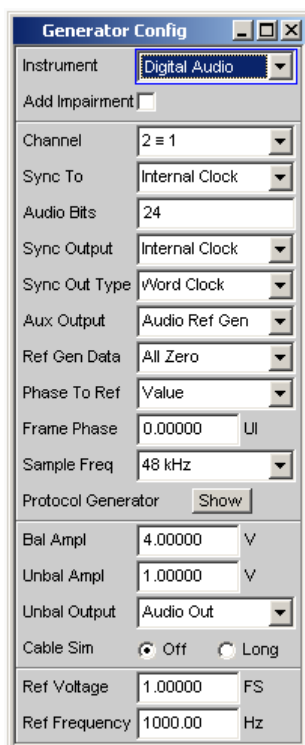 Generator Config
Instrument Digital Audio
Add Impairment
Channel 2 ≡ 1
Sync To Internal Clock
Audio Bits 24
Sync Output Internal Clock
Sync Out Type Word Clock
Aux Output Audio Ref Gen
Ref Gen Data All Zero
Phase To Ref Value
Frame Phase 0.00000 UI
Sample Freq 48 kHz
Protocol Generator Show
Bal Ampl 4.00000 V
Unbal Ampl 1.00000 V
Unbal Output Audio Out
Cable Sim Off Long
Ref Voltage 1.00000 FS
Ref Frequency 1000.00 Hz